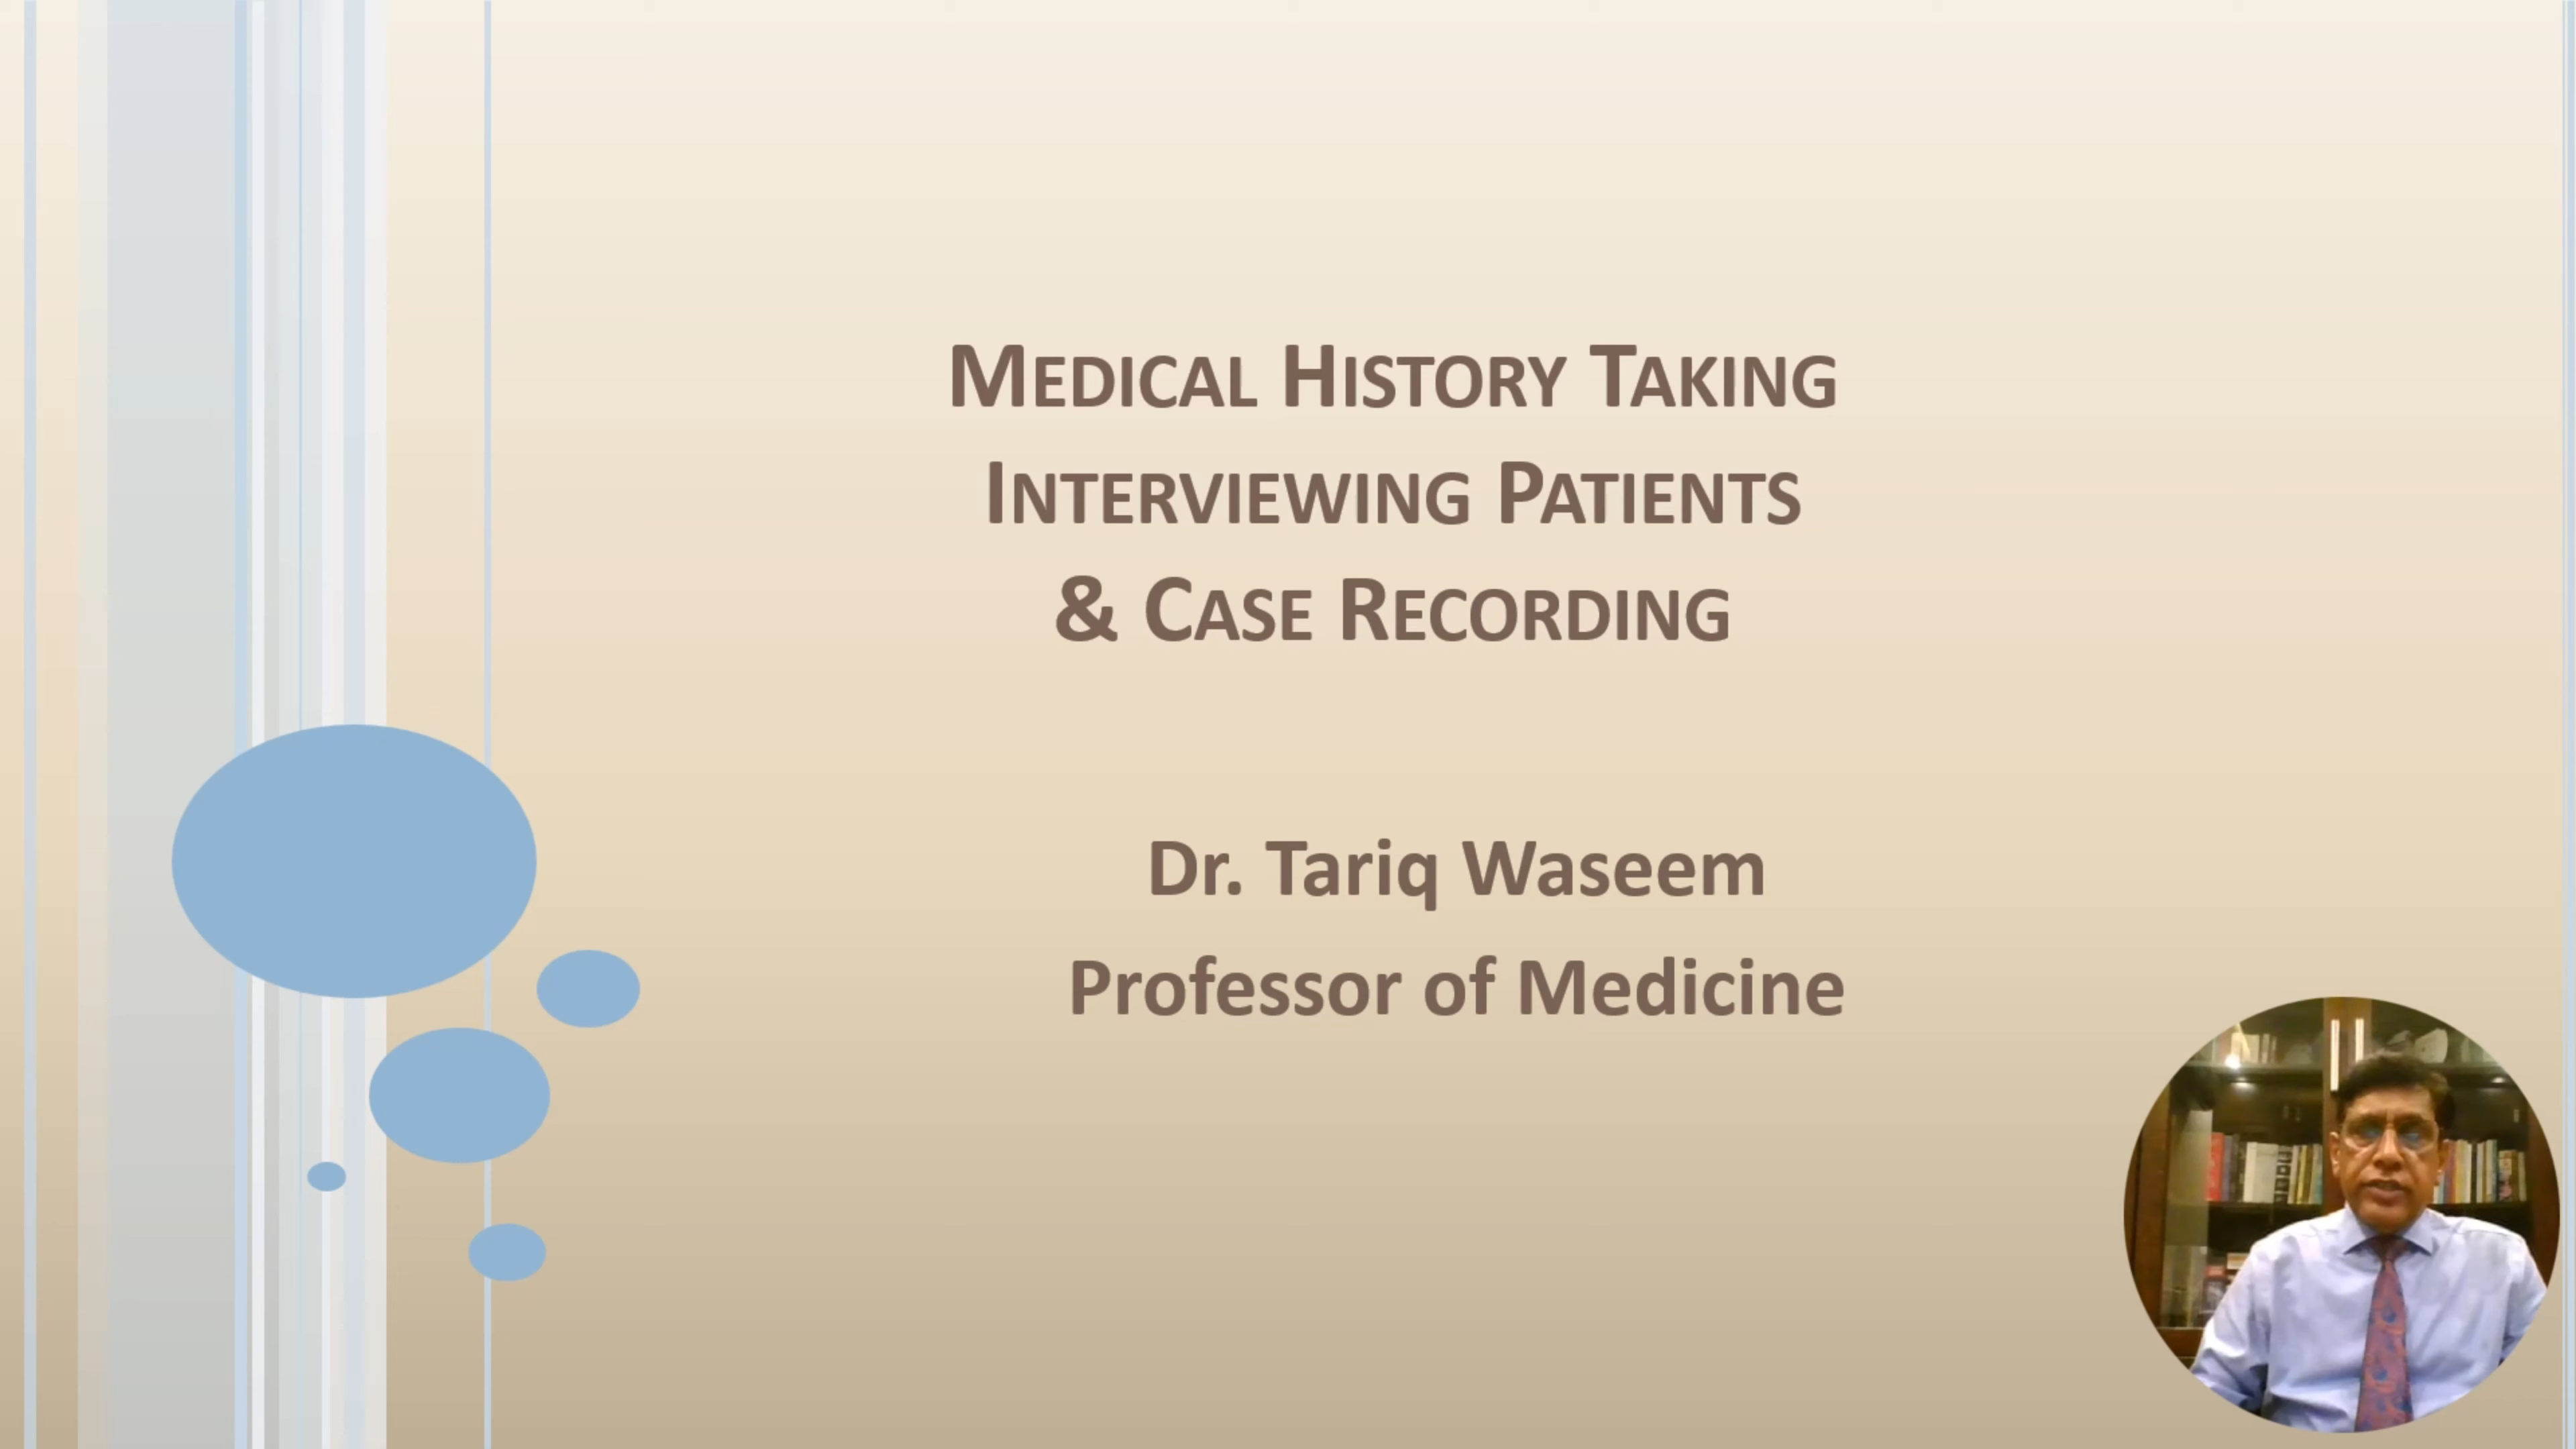 MEDICAL HISTORY TAKING
INTERVIEWING PATIENTS
& CASE RECORDING
Dr. Tariq Waseem
Professor of Medicine